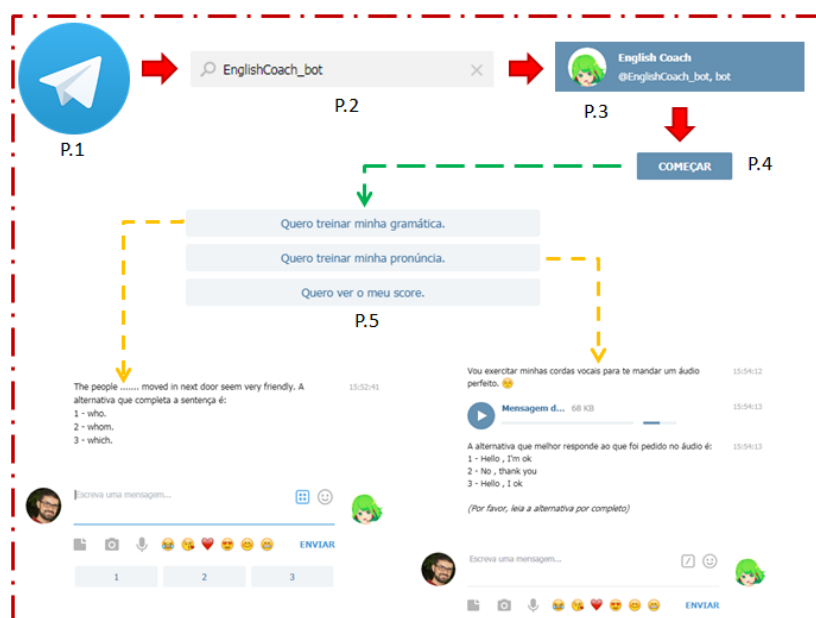 EnglishCoach_bot
English Coach
@EnglishCoach_bot, bot
P.1
P.2
P.3
COMEÇAR
P.4
Quero treinar minha gramática.
Quero treinar minha pronúncia.
Quero ver o meu score.
P.5
The people ....... moved in next door seem very friendly. A
alternativa que completa a sentença é:
1 - who.
2 - whom.
3 - which.
15:52:41
Escreva uma mensagem...
ENVIAR
1
2
3
Vou exercitar minhas cordas vocais para te mandar um áudio
perfeito.
15:54:12
Mensagem d... 68 KB
15:54:13
A alternativa que melhor responde ao que foi pedido no áudio é:
15:54:13
1 - Hello , I'm ok
2 - No , thank you
3 - Hello , I ok
(Por favor, leia a alternativa por completo)
Escreva uma mensagem...
ENVIAR